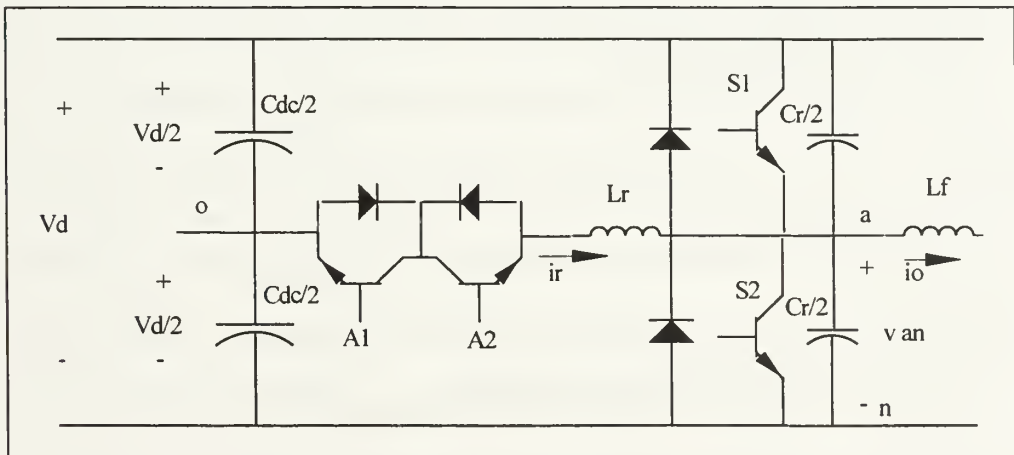 +
+
Vd/2
-
Cdc/2
S1
Cr/2
Vd
o
Lr
a
Lf
ir
+
io
+
Vd/2
-
Cdc/2
A1
A2
S2
Cr/2
v an
-
- n